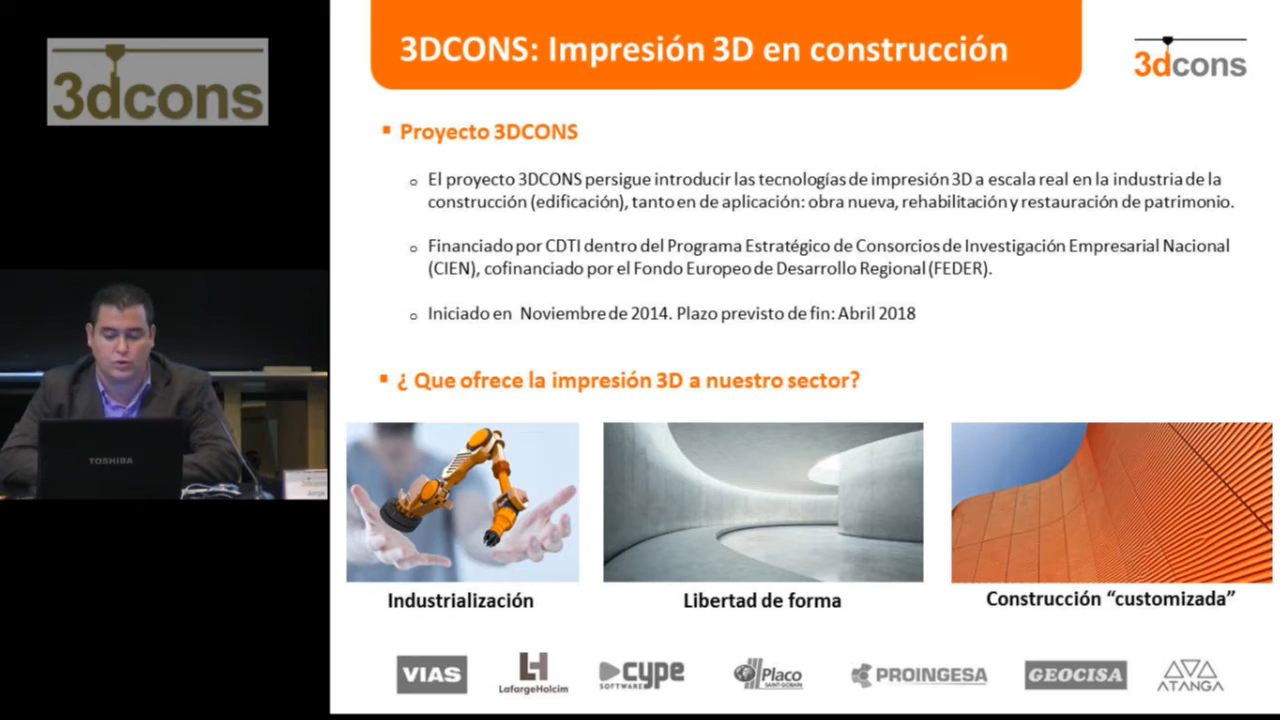 3dcons
TOSHIBA
3dcons
Jorge
3DCONS: Impresión 3D en construcción
3dcons
▪ Proyecto 3DCONS
o El proyecto 3DCONS persigue introducir las tecnologías de impresión 3D a escala real en la industria de la
construcción (edificación), tanto en de aplicación: obra nueva, rehabilitación y restauración de patrimonio.
o Financiado por CDTI dentro del Programa Estratégico de Consorcios de Investigación Empresarial Nacional
(CIEN), cofinanciado por el Fondo Europeo de Desarrollo Regional (FEDER).
o Iniciado en Noviembre de 2014. Plazo previsto de fin: Abril 2018
▪ ¿ Que ofrece la impresión 3D a nuestro sector?
Industrialización
Libertad de forma
Construcción “customizada”
VIAS
LH
LafargeHolcim
cype
SOFTWARE
Placo
SAINT-GOBAIN
PROINGESA
GEOCISA
ATANGA